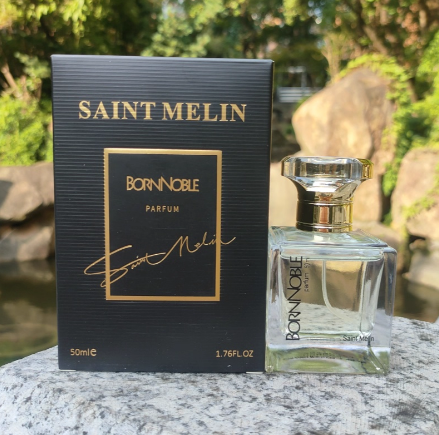 SAINT MELIN
BORNNOBLE
PARFUM
Saint Melin
50ml℮
1.76FL.OZ
BORNNOBLE
Saint Melin